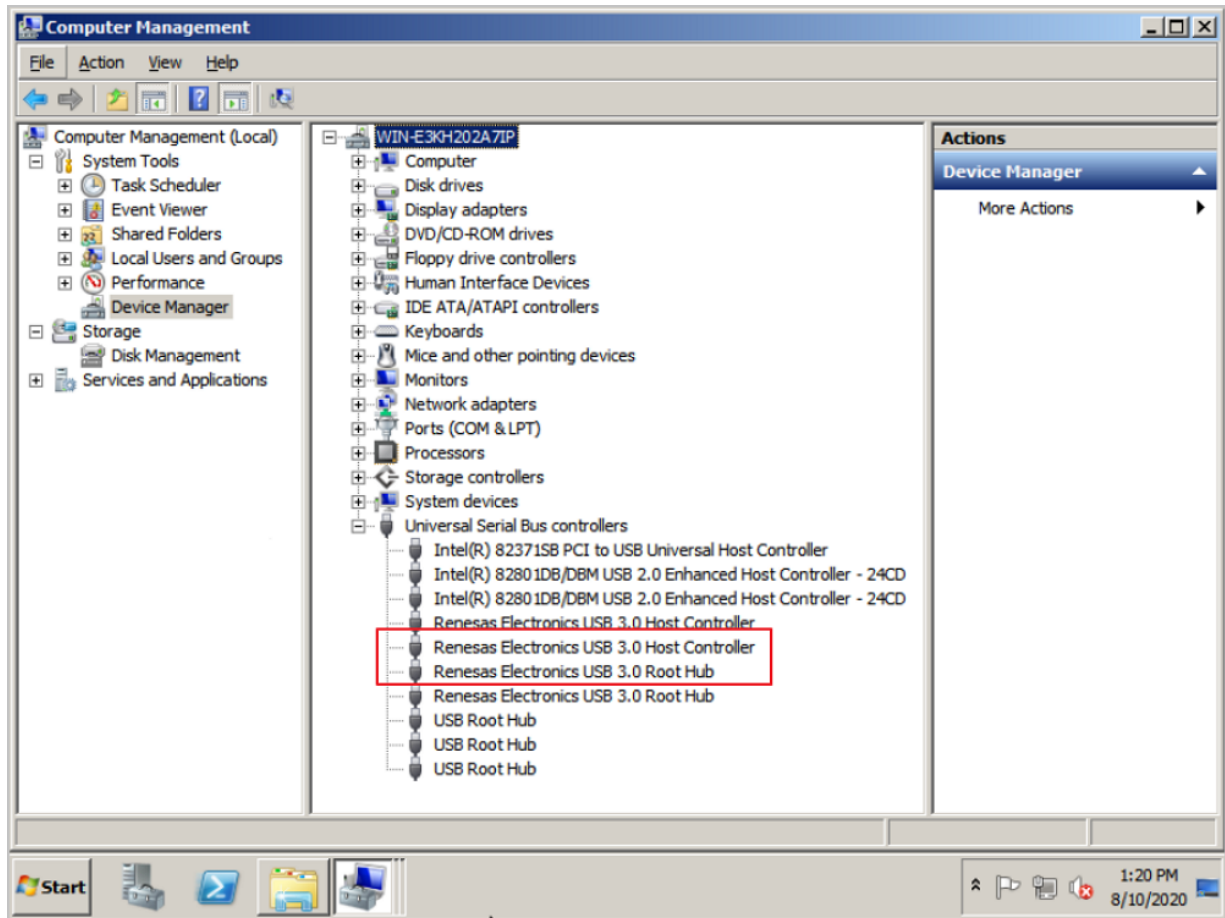 Computer Management
File Action View Help
Computer Management (Local)
System Tools
Task Scheduler
Event Viewer
Shared Folders
Local Users and Groups
Performance
Device Manager
Storage
Disk Management
Services and Applications
WIN-E3KH202A7IP
Computer
Disk drives
Display adapters
DVD/CD-ROM drives
Floppy drive controllers
Human Interface Devices
IDE ATA/ATAPI controllers
Keyboards
Mice and other pointing devices
Monitors
Network adapters
Ports (COM & LPT)
Processors
Storage controllers
System devices
Universal Serial Bus controllers
Intel(R) 82371SB PCI to USB Universal Host Controller
Intel(R) 82801DB/DBM USB 2.0 Enhanced Host Controller - 24CD
Intel(R) 82801DB/DBM USB 2.0 Enhanced Host Controller - 24CD
Renesas Electronics USB 3.0 Host Controller
Renesas Electronics USB 3.0 Host Controller
Renesas Electronics USB 3.0 Root Hub
Renesas Electronics USB 3.0 Root Hub
USB Root Hub
USB Root Hub
USB Root Hub
Actions
Device Manager
More Actions
Start
1:20 PM
8/10/2020